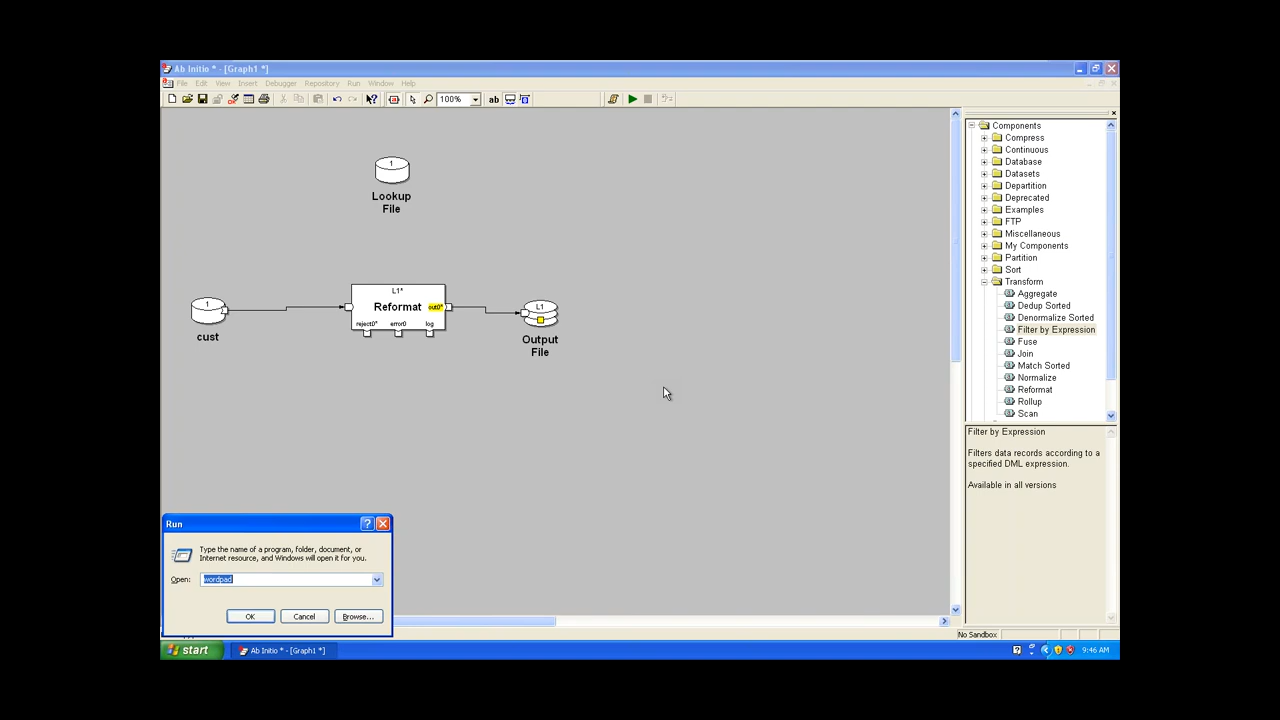 Ab Initio * - [Graph1 *]
File Edit View Insert Debugger Repository Run Window Help
100% ab
1
Lookup
File
1
cust
L1*
Reformat out0*
reject0* error0 log
L1
Output
File
Components
Compress
Continuous
Database
Datasets
Departition
Deprecated
Examples
FTP
Miscellaneous
My Components
Partition
Sort
Transform
Aggregate
Dedup Sorted
Denormalize Sorted
Filter by Expression
Fuse
Join
Match Sorted
Normalize
Reformat
Rollup
Scan
Filter by Expression
Filters data records according to a
specified DML expression.
Available in all versions
Run
Type the name of a program, folder, document, or
Internet resource, and Windows will open it for you.
Open: wordpad
OK Cancel Browse...
No Sandbox
start Ab Initio * - [Graph1 *] 9:46 AM